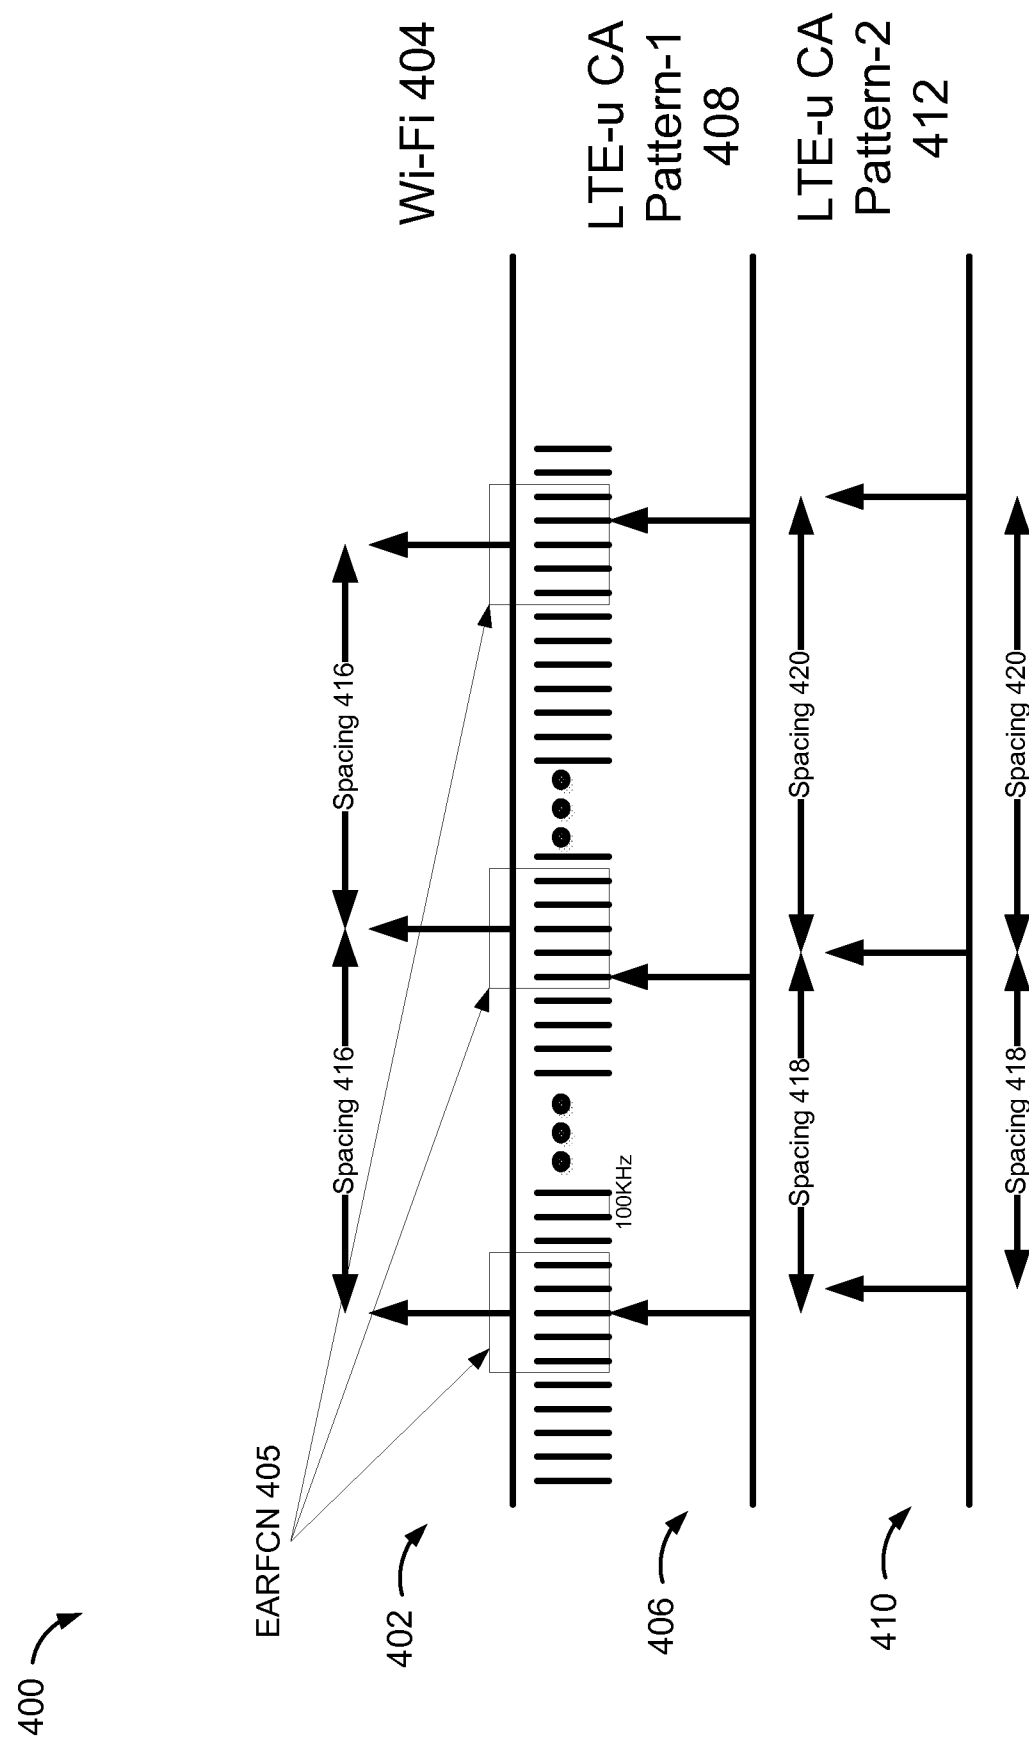 400
EARFCN 405
402
Spacing 416
Spacing 416
Wi-Fi 404
100KHz
406
LTE-u CA
Pattern-1
408
Spacing 418
Spacing 420
410
LTE-u CA
Pattern-2
412
Spacing 418
Spacing 420